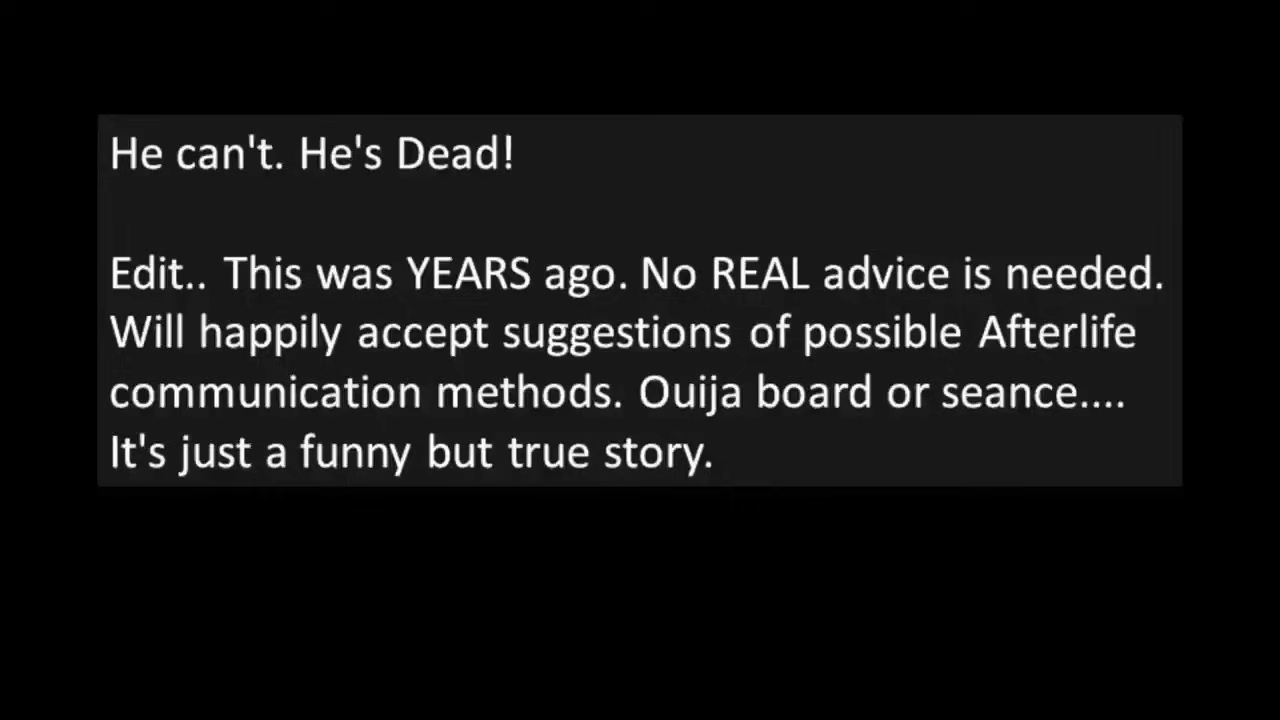 He can't. He's Dead!
Edit.. This was YEARS ago. No REAL advice is needed.
Will happily accept suggestions of possible Afterlife
communication methods. Ouija board or seance....
It's just a funny but true story.